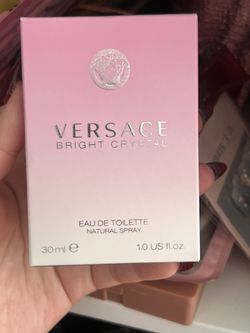 VERSACE
BRIGHT CRYSTAL
EAU DE TOILETTE
NATURAL SPRAY
30 ml ℮ 1.0 US fl.oz.